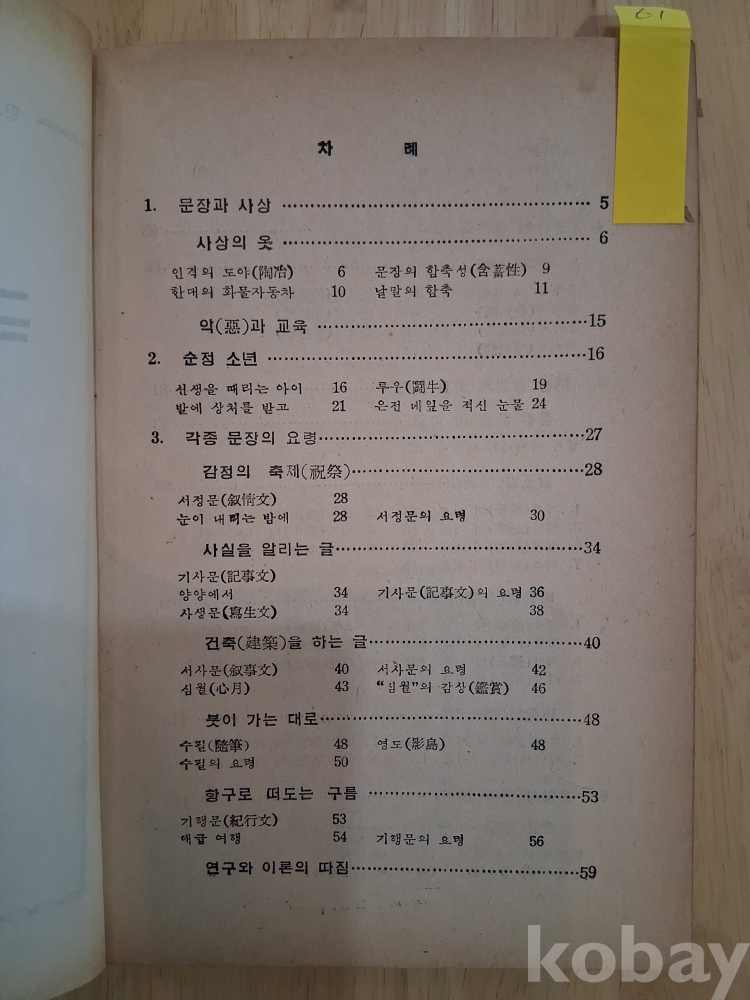 61
차 례
1. 문장과 사상 ……… 5
사상의 옷 ……… 6
인격의 도야(陶冶) 6 문장의 함축성(含蓄性) 9
한대의 화물자동차 10 낱말의 함축 11
악(惡)과 교육 ……… 15
2. 순정 소년 ……… 16
선생을 때리는 아이 16 투우(鬪牛) 19
발에 상처를 받고 21 은전 네잎을 적신 눈물 24
3. 각종 문장의 요령 ……… 27
감정의 축제(祝祭) ……… 28
서정문(叙情文) 28
눈이 내리는 밤에 28 서정문의 요령 30
사실을 알리는 글 ……… 34
기사문(記事文)
양양에서 34 기사문(記事文)의 요령 36
사생문(寫生文) 34 38
건축(建築)을 하는 글 ……… 40
서사문(叙事文) 40 서사문의 요령 42
심월(心月) 43 “심월”의 감상(鑑賞) 46
붓이 가는 대로 ……… 48
수필(隨筆) 48 영도(影島) 48
수필의 요령 50
항구로 떠도는 구름 ……… 53
기행문(紀行文) 53
애급 여행 54 기행문의 요령 56
연구와 이론의 따짐 ……… 59
kobay